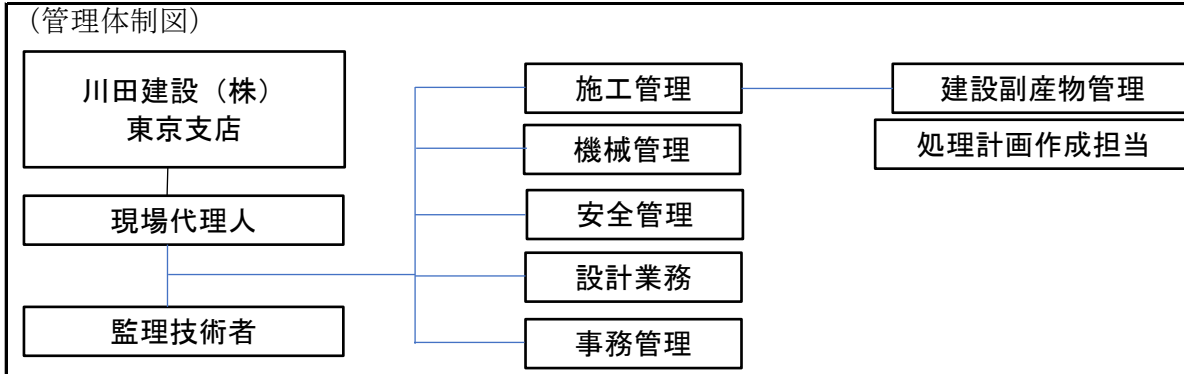 （管理体制図）
川田建設（株）
東京支店
現場代理人
監理技術者
施工管理
機械管理
安全管理
設計業務
事務管理
建設副産物管理
処理計画作成担当